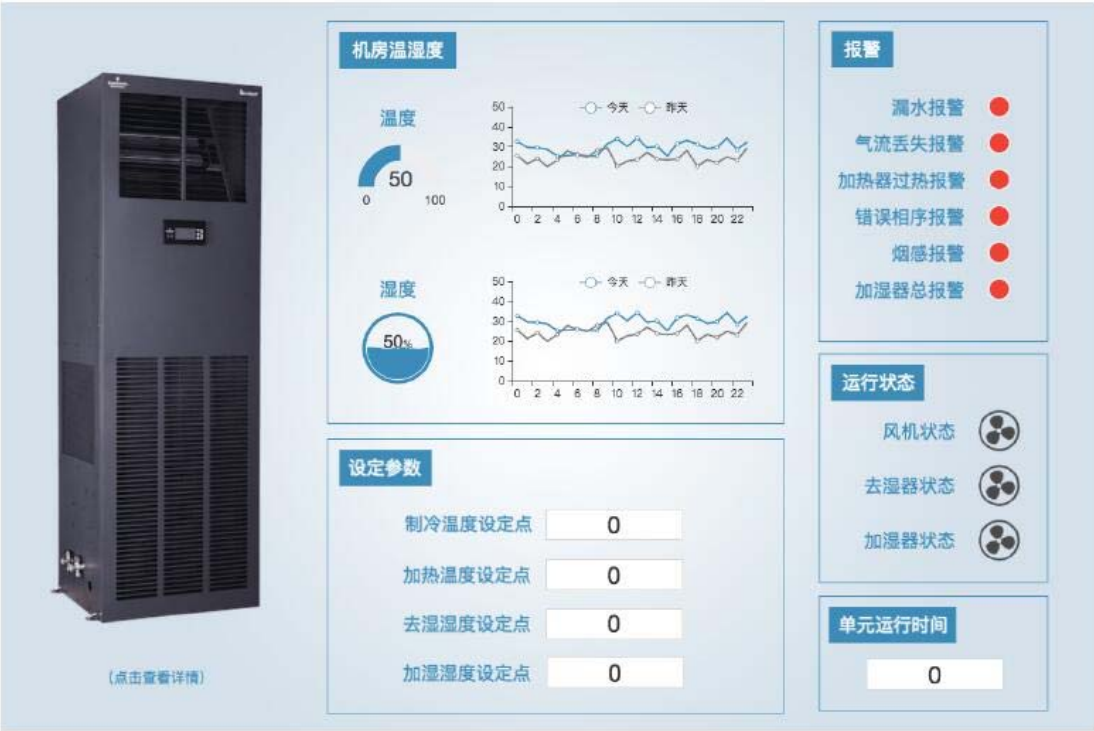 机房温湿度
温度
50
0 100
今天 昨天
50
40
30
20
10
0
0 2 4 6 8 10 12 14 16 18 20 22
湿度
50%
今天 昨天
50
40
30
20
10
0
0 2 4 6 8 10 12 14 16 18 20 22
设定参数
制冷温度设定点 0
加热温度设定点 0
去湿湿度设定点 0
加湿湿度设定点 0
报警
漏水报警
气流丢失报警
加热器过热报警
错误相序报警
烟感报警
加湿器总报警
运行状态
风机状态
去湿器状态
加湿器状态
单元运行时间
0
(点击查看详情)